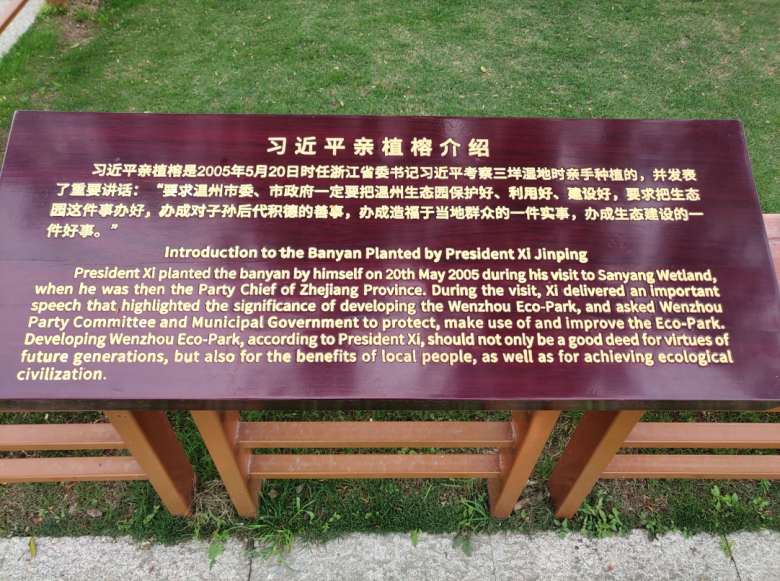 习近平亲植榕介绍
习近平亲植榕是2005年5月20日时任浙江省委书记习近平考察三垟湿地时亲手种植的，并发表
了重要讲话：“要求温州市委、市政府一定要把温州生态园保护好、利用好、建设好，要求把生态
园这件事办好，办成对子孙后代积德的善事，办成造福于当地群众的一件实事，办成生态建设的一
件好事。”
Introduction to the Banyan Planted by President Xi Jinping
President Xi planted the banyan by himself on 20th May 2005 during his visit to Sanyang Wetland,
when he was then the Party Chief of Zhejiang Province. During the visit, Xi delivered an important
speech that highlighted the significance of developing the Wenzhou Eco-Park, and asked Wenzhou
Party Committee and Municipal Government to protect, make use of and improve the Eco-Park.
Developing Wenzhou Eco-Park, according to President Xi, should not only be a good deed for virtues of
future generations, but also for the benefits of local people, as well as for achieving ecological
civilization.